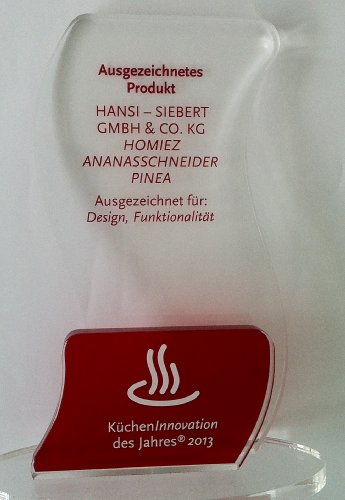 Ausgezeichnetes
Produkt
HANSI – SIEBERT
GMBH & CO. KG
HOMIEZ
ANANASSCHNEIDER
PINEA
Ausgezeichnet für:
Design, Funktionalität
KüchenInnovation
des Jahres® 2013